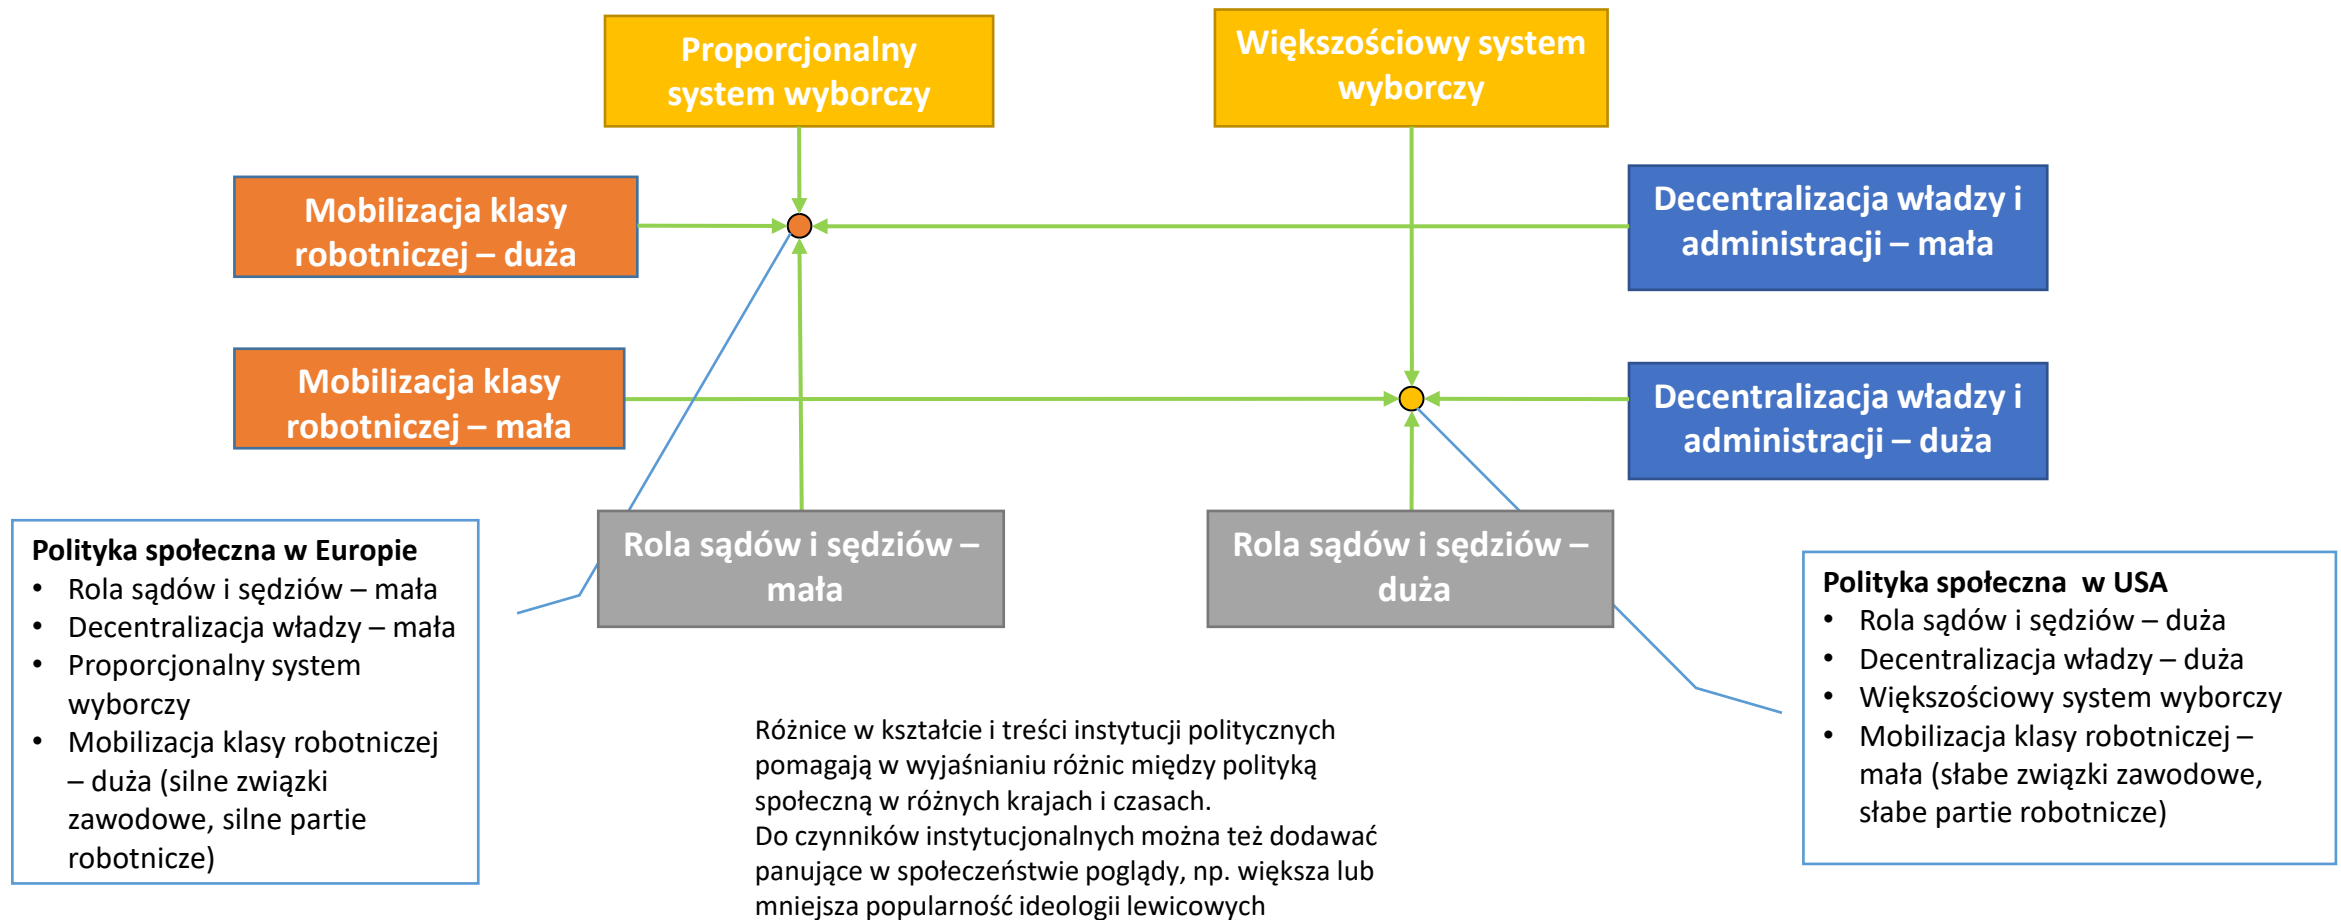 Proporcjonalny
system wyborczy
Większościowy system
wyborczy
Mobilizacja klasy
robotniczej – duża
Decentralizacja władzy i
administracji – mała
Mobilizacja klasy
robotniczej – mała
Decentralizacja władzy i
administracji – duża
Rola sądów i sędziów –
mała
Rola sądów i sędziów –
duża
Polityka społeczna w Europie
• Rola sądów i sędziów – mała
• Decentralizacja władzy – mała
• Proporcjonalny system
wyborczy
• Mobilizacja klasy robotniczej
– duża (silne związki
zawodowe, silne partie
robotnicze)
Polityka społeczna w USA
• Rola sądów i sędziów – duża
• Decentralizacja władzy – duża
• Większościowy system wyborczy
• Mobilizacja klasy robotniczej –
mała (słabe związki zawodowe,
słabe partie robotnicze)
Różnice w kształcie i treści instytucji politycznych
pomagają w wyjaśnianiu różnic między polityką
społeczną w różnych krajach i czasach.
Do czynników instytucjonalnych można też dodawać
panujące w społeczeństwie poglądy, np. większa lub
mniejsza popularność ideologii lewicowych